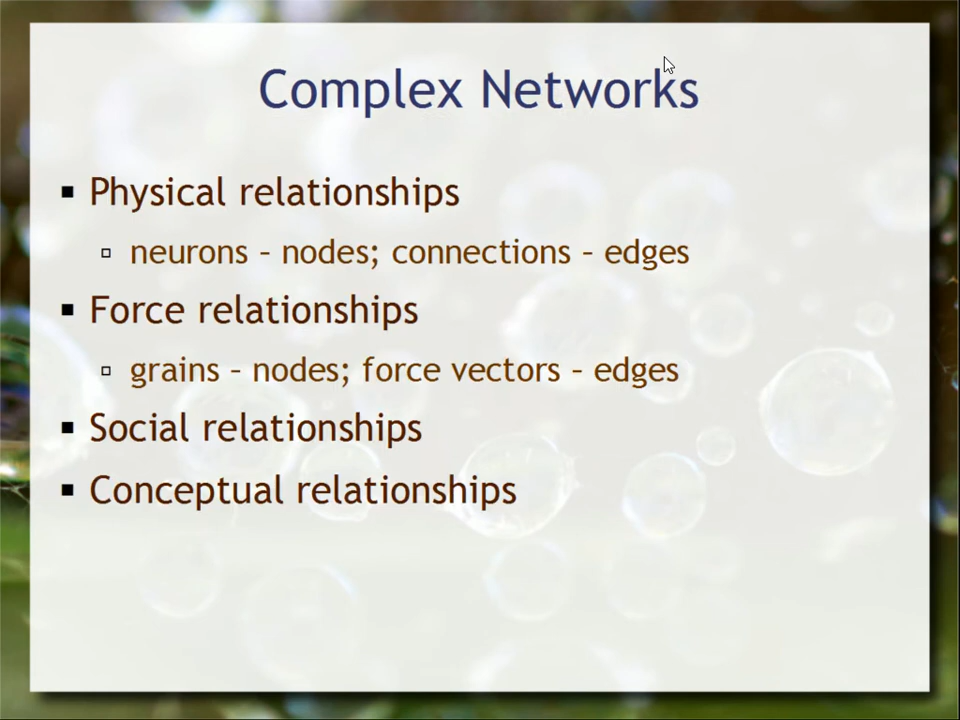 Complex Networks
Physical relationships
neurons – nodes; connections – edges
Force relationships
grains – nodes; force vectors – edges
Social relationships
Conceptual relationships